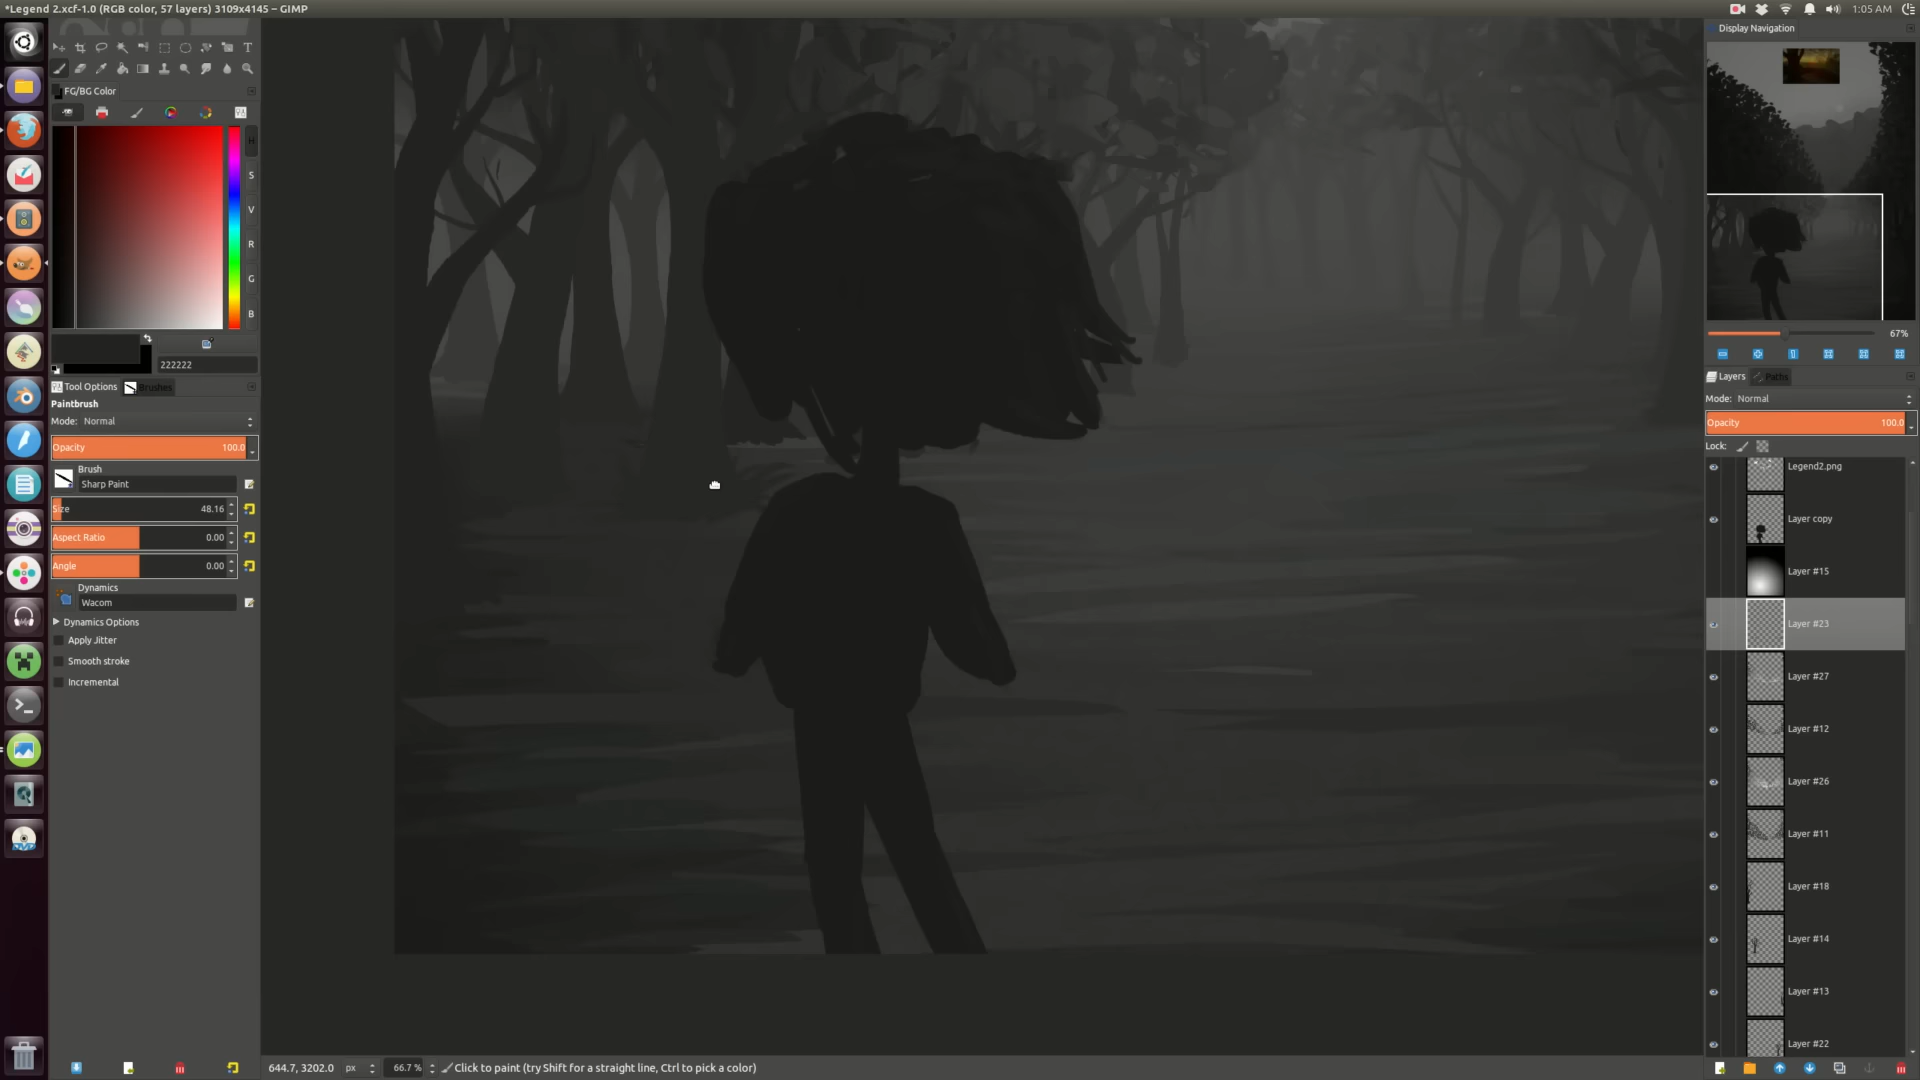 *Legend 2.xcf-1.0 (RGB color, 57 layers) 3109x4145 – GIMP
1:05 AM
FG/BG Color
H
S
V
R
G
B
222222
Tool Options
Brushes
Paintbrush
Mode: Normal
Opacity 100.0
Brush
Sharp Paint
Size 48.16
Aspect Ratio 0.00
Angle 0.00
Dynamics
Wacom
Dynamics Options
Apply Jitter
Smooth stroke
Incremental
644.7, 3202.0 px 66.7 % Click to paint (try Shift for a straight line, Ctrl to pick a color)
Display Navigation
67%
Layers
Paths
Mode: Normal
Opacity 100.0
Lock:
Legend2.png
Layer copy
Layer #15
Layer #23
Layer #27
Layer #12
Layer #26
Layer #11
Layer #18
Layer #14
Layer #13
Layer #22